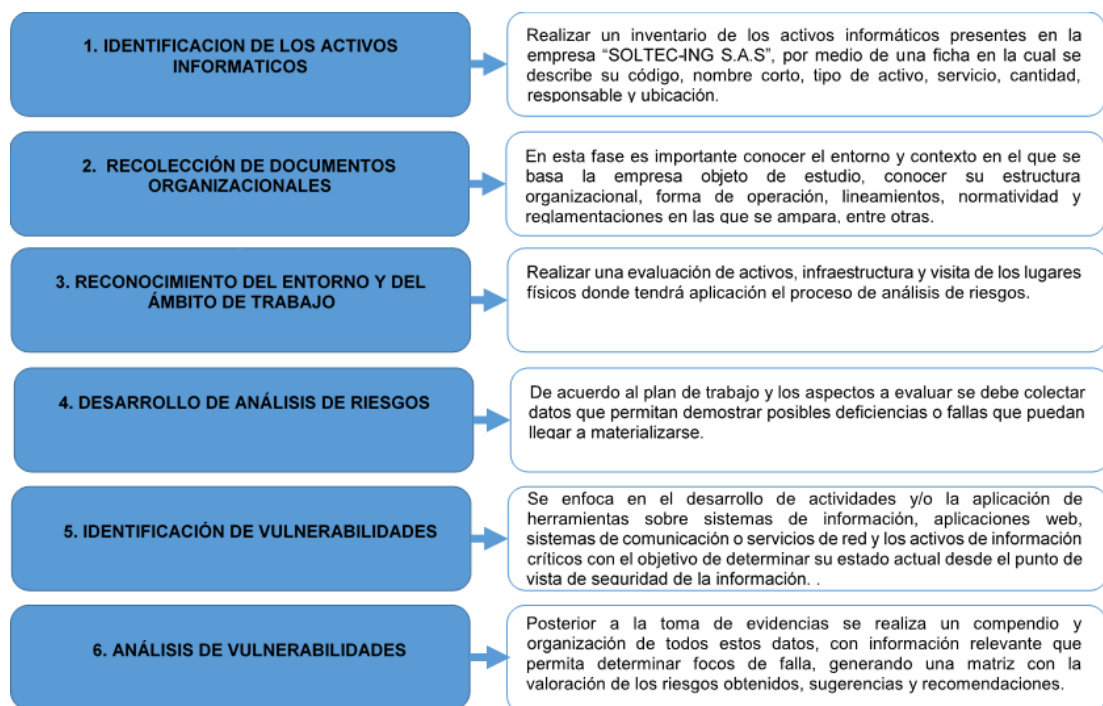 1. IDENTIFICACION DE LOS ACTIVOS
INFORMATICOS
Realizar un inventario de los activos informáticos presentes en la
empresa “SOLTEC-ING S.A.S”, por medio de una ficha en la cual se
describe su código, nombre corto, tipo de activo, servicio, cantidad,
responsable y ubicación.
2. RECOLECCIÓN DE DOCUMENTOS
ORGANIZACIONALES
En esta fase es importante conocer el entorno y contexto en el que se
basa la empresa objeto de estudio, conocer su estructura
organizacional, forma de operación, lineamientos, normatividad y
reglamentaciones en las que se ampara, entre otras.
3. RECONOCIMIENTO DEL ENTORNO Y DEL
ÁMBITO DE TRABAJO
Realizar una evaluación de activos, infraestructura y visita de los lugares
físicos donde tendrá aplicación el proceso de análisis de riesgos.
4. DESARROLLO DE ANÁLISIS DE RIESGOS
De acuerdo al plan de trabajo y los aspectos a evaluar se debe colectar
datos que permitan demostrar posibles deficiencias o fallas que puedan
llegar a materializarse.
5. IDENTIFICACIÓN DE VULNERABILIDADES
Se enfoca en el desarrollo de actividades y/o la aplicación de
herramientas sobre sistemas de información, aplicaciones web,
sistemas de comunicación o servicios de red y los activos de información
críticos con el objetivo de determinar su estado actual desde el punto de
vista de seguridad de la información. .
6. ANÁLISIS DE VULNERABILIDADES
Posterior a la toma de evidencias se realiza un compendio y
organización de todos estos datos, con información relevante que
permita determinar focos de falla, generando una matriz con la
valoración de los riesgos obtenidos, sugerencias y recomendaciones.